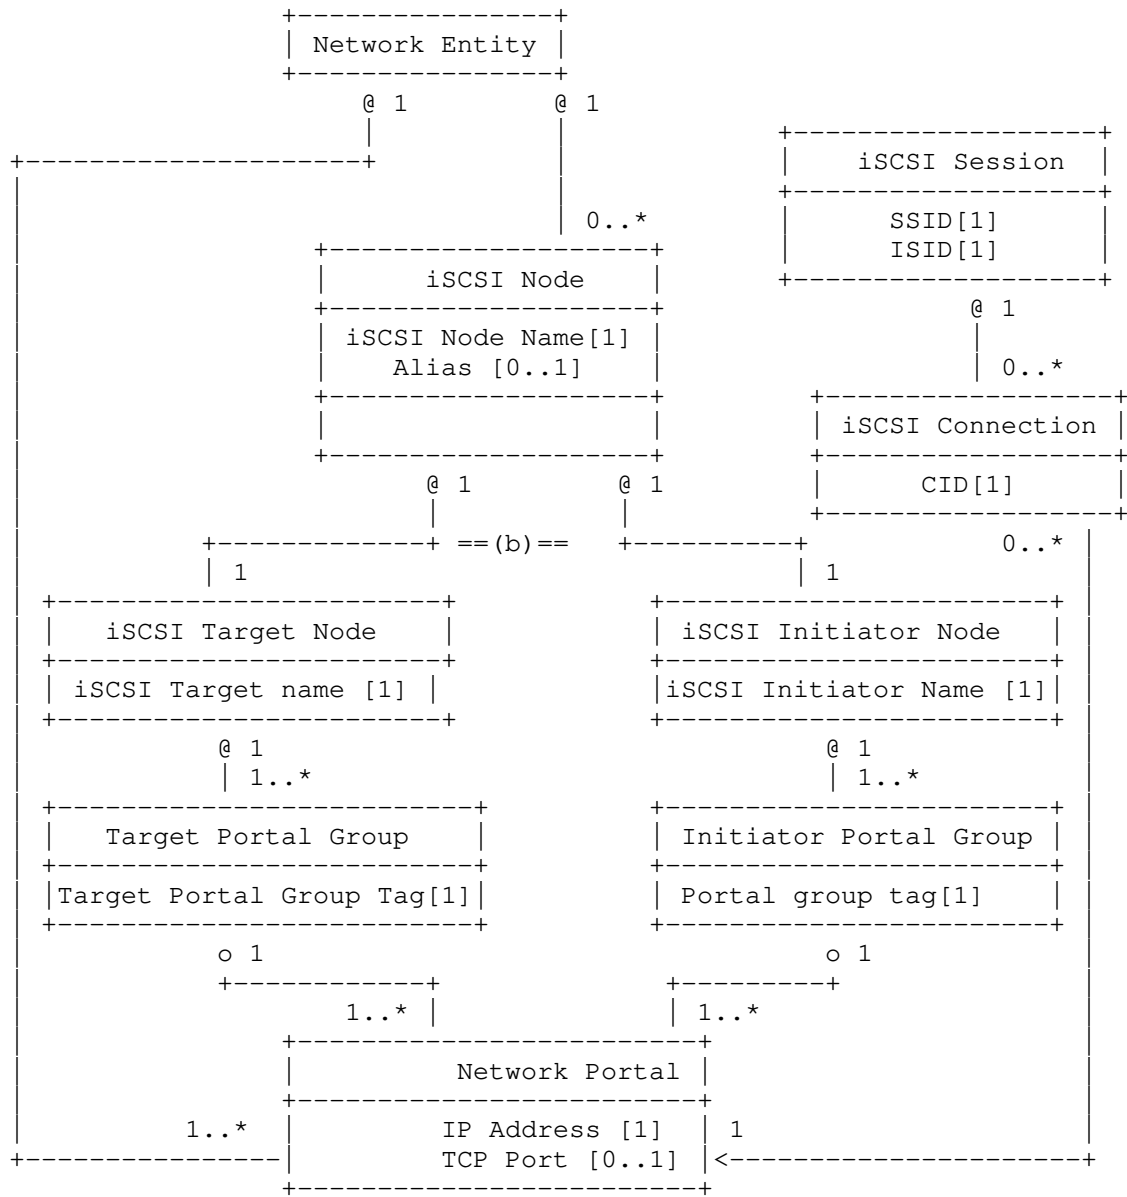 Network Entity
@ 1 @ 1
iSCSI Session
SSID[1]
0..*
ISID[1]
iSCSI Node
@ 1
iSCSI Node Name[1]
Alias [0..1]
0..*
iSCSI Connection
@ 1 @ 1
CID[1]
==(b)==
0..*
1 1
iSCSI Target Node iSCSI Initiator Node
iSCSI Target name [1] iSCSI Initiator Name [1]
@ 1 @ 1
1..* 1..*
Target Portal Group Initiator Portal Group
Target Portal Group Tag[1] Portal group tag[1]
o 1 o 1
1..* 1..*
Network Portal
1..* IP Address [1] 1
TCP Port [0..1]